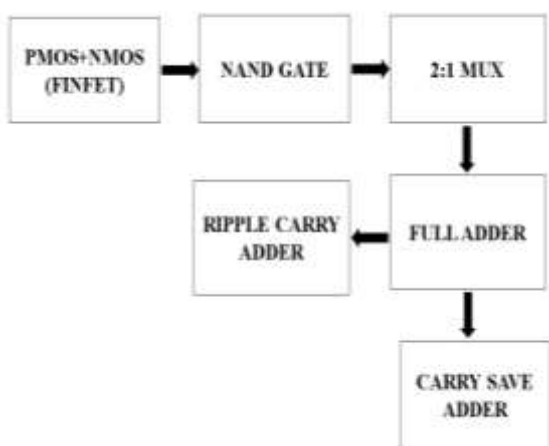 PMOS+NMOS
(FINFET)
NAND GATE
2:1 MUX
RIPPLE CARRY
ADDER
FULL ADDER
CARRY SAVE
ADDER